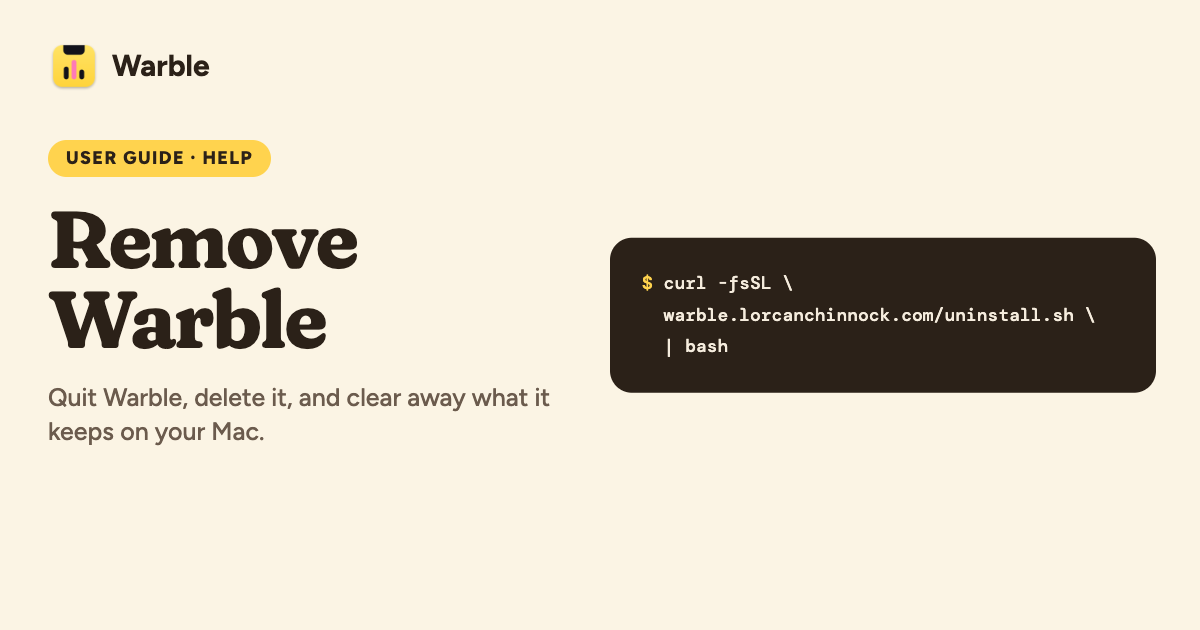 Warble
USER GUIDE · HELP
Remove
Warble
Quit Warble, delete it, and clear away what it
keeps on your Mac.
$ curl -fsSL \
warble.lorcanchinnock.com/uninstall.sh \
| bash